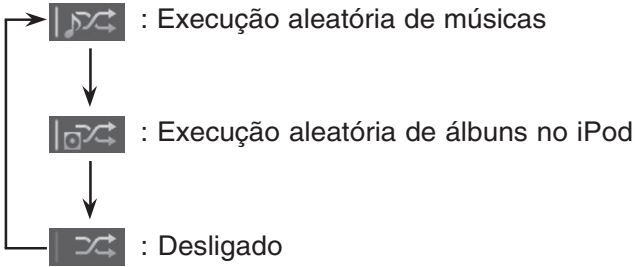 : Execução aleatória de músicas
: Execução aleatória de álbuns no iPod
: Desligado